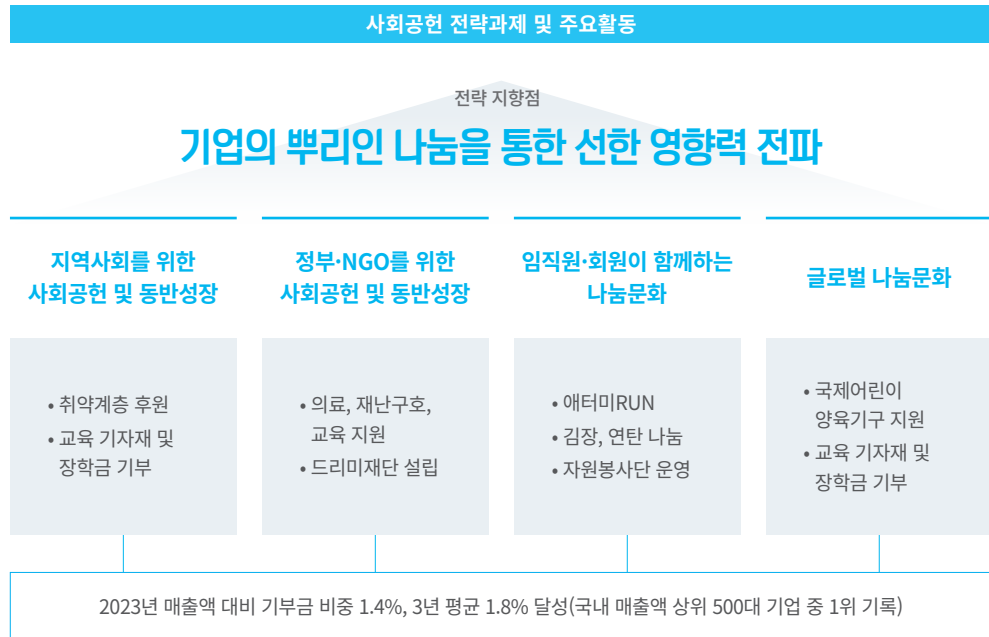 사회공헌 전략과제 및 주요활동
전략 지향점
기업의 뿌리인 나눔을 통한 선한 영향력 전파
지역사회를 위한
사회공헌 및 동반성장
• 취약계층 후원
• 교육 기자재 및
장학금 기부
정부·NGO를 위한
사회공헌 및 동반성장
• 의료, 재난구호,
교육 지원
• 드리미재단 설립
임직원·회원이 함께하는
나눔문화
• 애터미RUN
• 김장, 연탄 나눔
• 자원봉사단 운영
글로벌 나눔문화
• 국제어린이
양육기구 지원
• 교육 기자재 및
장학금 기부
2023년 매출액 대비 기부금 비중 1.4%, 3년 평균 1.8% 달성(국내 매출액 상위 500대 기업 중 1위 기록)